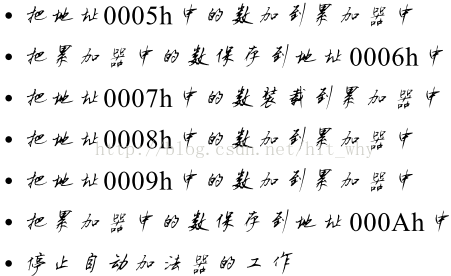 • 把地址0005h中的数加到累加器中
• 把累加器中的数保存到地址0006h中
• 把地址0007h中的数装载到累加器中
• 把地址0008h中的数加到累加器中
http://blog.csdn.net/hit_why
• 把地址0009h中的数加到累加器中
• 把累加器中的数保存到地址000Ah中
• 停止自动加法器的工作